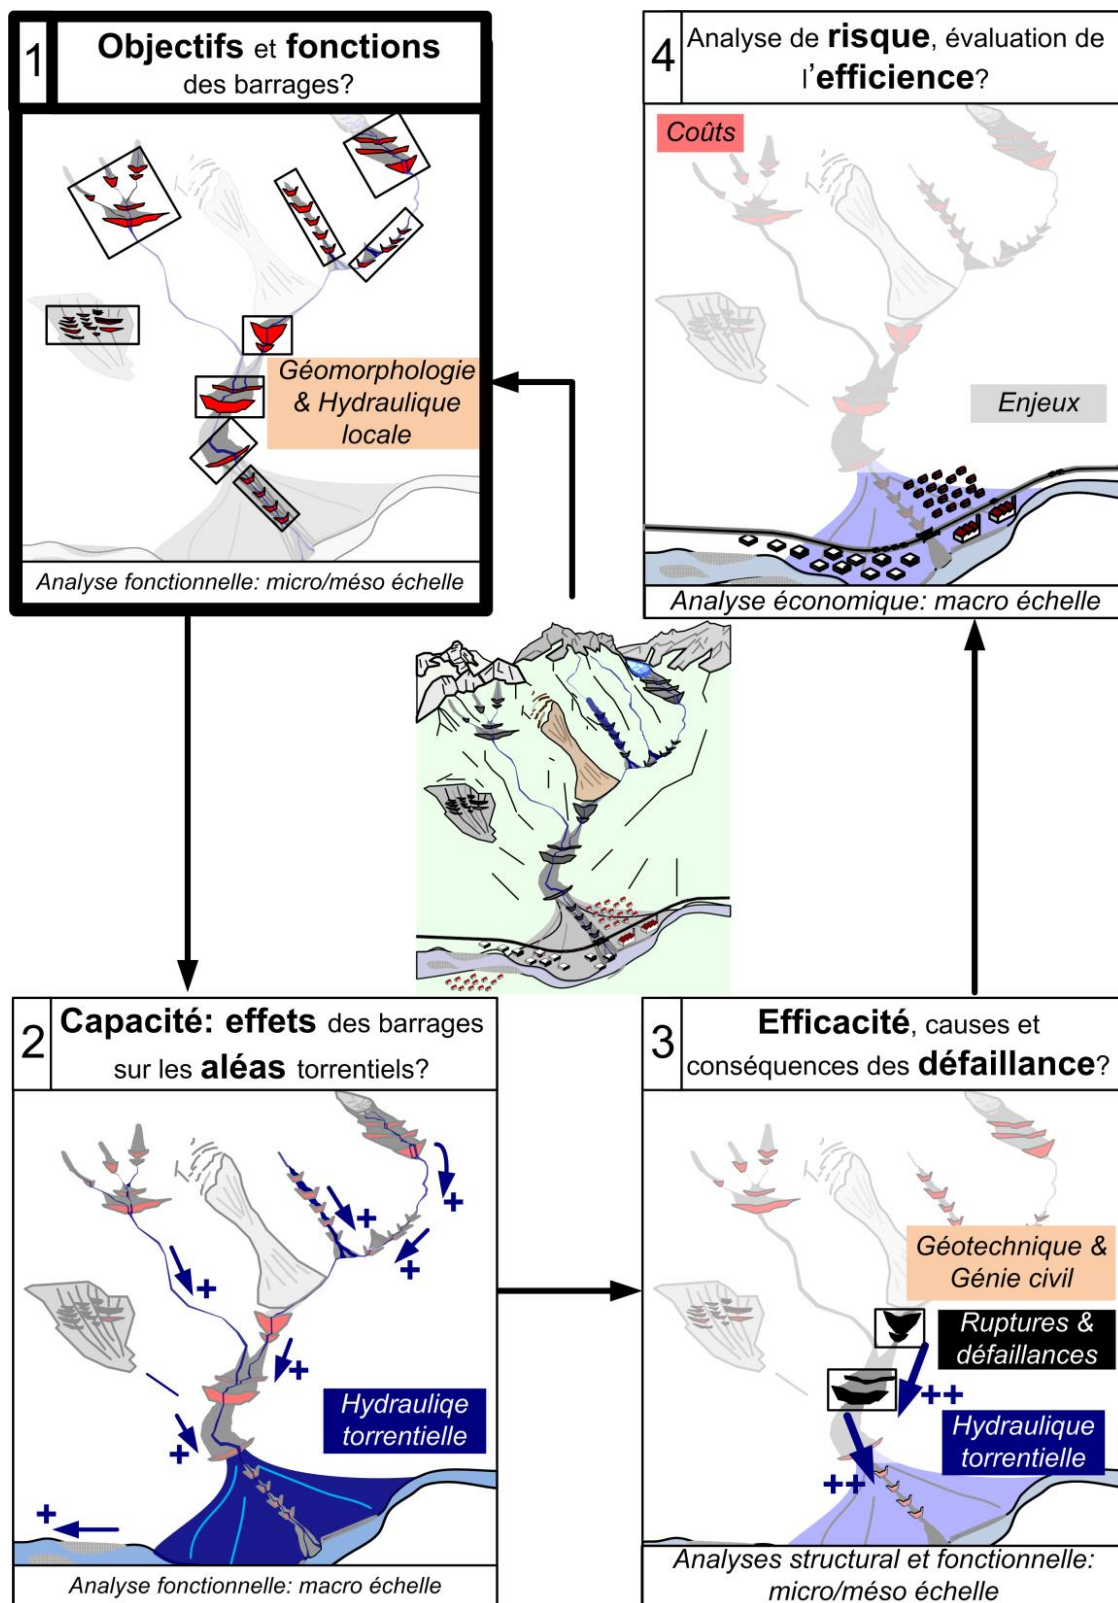 1
Objectifs et fonctions
des barrages?
Géomorphologie
& Hydraulique
locale
Analyse fonctionnelle: micro/méso échelle
4
Analyse de risque, évaluation de
l'efficience?
Coûts
Enjeux
Analyse économique: macro échelle
2
Capacité: effets des barrages
sur les aléas torrentiels?
+
+
+
+
+
+
+
Hydrauliqe
torrentielle
Analyse fonctionnelle: macro échelle
3
Efficacité, causes et
conséquences des défaillance?
Géotechnique &
Génie civil
Ruptures &
défaillances
++
Hydraulique
torrentielle
++
Analyses structural et fonctionnelle:
micro/méso échelle